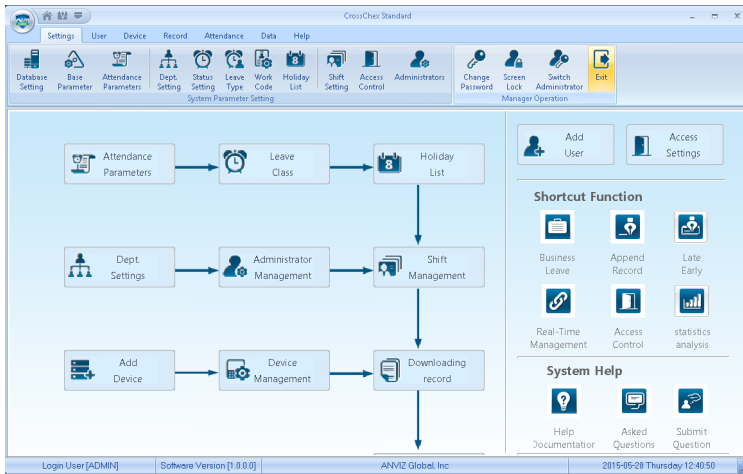 CrossChex Standard
Settings User Device Record Attendance Data Help
Database Setting
Base Parameter
Attendance Parameters
Dept. Setting
Status Setting
Leave Type
Work Code
Holiday List
Shift Setting
Access Control
Administrators
Change Password
Screen Lock
Switch Administrator
Exit
System Parameter Setting
Manager Operation
Attendance
Parameters
Leave
Class
8
Holiday
List
Dept.
Settings
Administrator
Management
Shift
Management
Add
Device
Device
Management
Downloading
record
Add
User
Access
Settings
Shortcut Function
Business
Leave
Append
Record
Late
Early
Real-Time
Management
Access
Control
statistics
analysis
System Help
Help
Documentation
Asked
Questions
Submit
Question
Login User [ADMIN]
Software Version [1.0.0.0]
ANVIZ Global, Inc
2015-05-28 Thursday 12:40:50